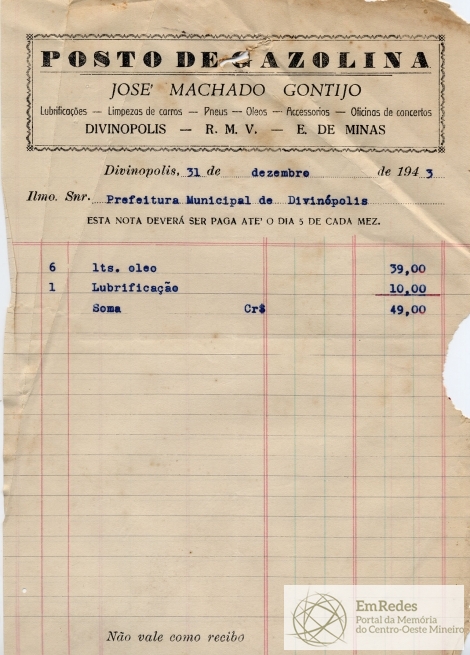 POSTO DE GAZOLINA
JOSE' MACHADO GONTIJO
Lubrificações — Limpezas de carros — Pneus — Oleos — Accessorios — Oficinas de concertos
DIVINOPOLIS — R. M. V. — E. DE MINAS
Divinopolis, 31 de dezembro de 1943
Ilmo. Snr. Prefeitura Municipal de Divinópolis
ESTA NOTA DEVERÁ SER PAGA ATE' O DIA 5 DE CADA MEZ.
6 lts. oleo 39,00
1 Lubrificação 10,00
Soma Cr$ 49,00
Não vale como recibo
EmRedes
Portal da Memória
do Centro-Oeste Mineiro